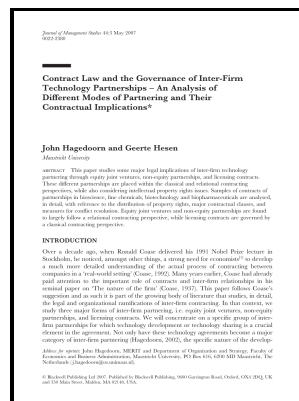 Journal of Management Studies 44:3 May 2007
0022-2380
Contract Law and the Governance of Inter-Firm
Technology Partnerships – An Analysis of
Different Modes of Partnering and Their
Contractual Implications*
John Hagedoorn and Geerte Hesen
Maastricht University
ABSTRACT This paper studies some major legal implications of inter-firm technology
partnering through equity joint ventures, non-equity partnerships, and licensing contracts.
These different partnerships are placed within the classical and relational contracting
perspectives, while also considering intellectual property rights issues. Samples of contracts of
partnerships in bioscience, fine chemicals, biotechnology and biopharmaceuticals are analysed,
in detail, with reference to the distribution of property rights, major contractual clauses, and
measures for conflict resolution. Equity joint ventures and non-equity partnerships are found
to largely follow a relational contracting perspective, while licensing contracts are governed by
a classical contracting perspective.
INTRODUCTION
Over a decade ago, when Ronald Coase delivered his 1991 Nobel Prize lecture in
Stockholm, he noticed, amongst other things, a strong need for economists[1] to develop
a much more detailed understanding of the actual process of contracting between
companies in a 'real-world setting' (Coase, 1992). Many years earlier, Coase had already
paid attention to the important role of contracts and inter-firm relationships in his
seminal paper on 'The nature of the firm' (Coase, 1937). This paper follows Coase's
suggestion and as such it is part of the growing body of literature that studies, in detail,
the legal and organizational ramifications of inter-firm contracting. In that context, we
study three major forms of inter-firm partnering, i.e. equity joint ventures, non-equity
partnerships, and licensing contracts. We will concentrate on a specific group of inter-
firm partnerships for which technology development or technology sharing is a crucial
element in the agreement. Not only have these technology agreements become a major
category of inter-firm partnering (Hagedoorn, 2002), the specific nature of the develop-
Address for reprints: John Hagedoorn, MERIT and Department of Organization and Strategy, Faculty of
Economics and Business Administration, Maastricht University, PO Box 616, 6200 MD Maastricht, The
Netherlands (j.hagedoorn@os.unimaas.nl).
© Blackwell Publishing Ltd 2007. Published by Blackwell Publishing, 9600 Garsington Road, Oxford, OX4 2DQ, UK
and 350 Main Street, Malden, MA 02148, USA.